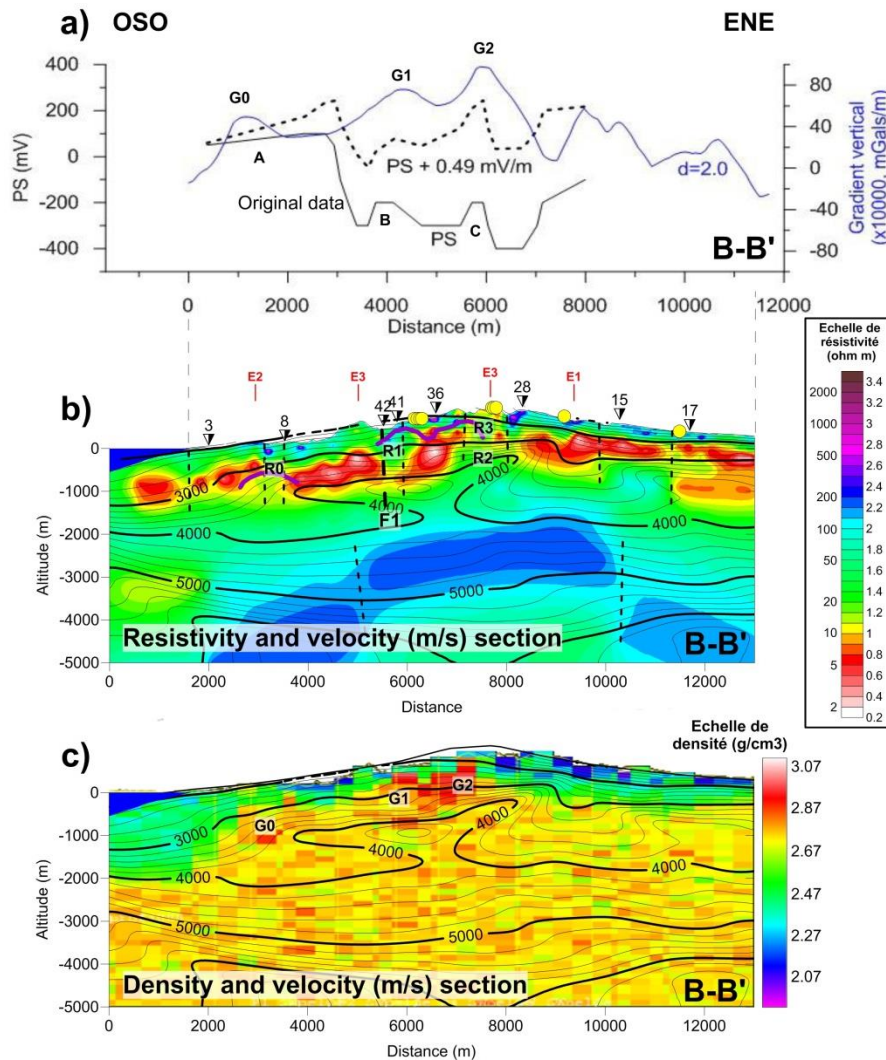 a)
OSO
ENE
400
200
0
-200
-400
PS (mV)
G0
G1
G2
A
B
C
PS + 0.49 mV/m
Original data
PS
d=2.0
B-B'
80
40
0
-40
-80
Gradient vertical
(x10000, mGals/m)
0 2000 4000 6000 8000 10000 12000
Distance (m)
b)
E2 E3 E3 E1
3 8 42 41 36 28 15 17
0
-1000
-2000
-3000
-4000
-5000
Altitude (m)
R0
R1
R2
R3
F1
3000
4000
4000
4000
4000
5000
Resistivity and velocity (m/s) section
B-B'
2000 4000 6000 8000 10000 12000
Distance
Echelle de
résistivité
(ohm m)
2000
1000
500
200
100
50
20
10
5
2
3.4
3.2
3
2.8
2.6
2.4
2.2
2
1.8
1.6
1.4
1.2
1
0.8
0.6
0.4
0.2
c)
0
-1000
-2000
-3000
-4000
-5000
Altitude (m)
G0
G1
G2
3000
4000
4000
4000
4000
5000
Density and velocity (m/s) section
B-B'
0 2000 4000 6000 8000 10000 12000
Distance (m)
Echelle de
densité (g/cm3)
3.07
2.87
2.67
2.47
2.27
2.07